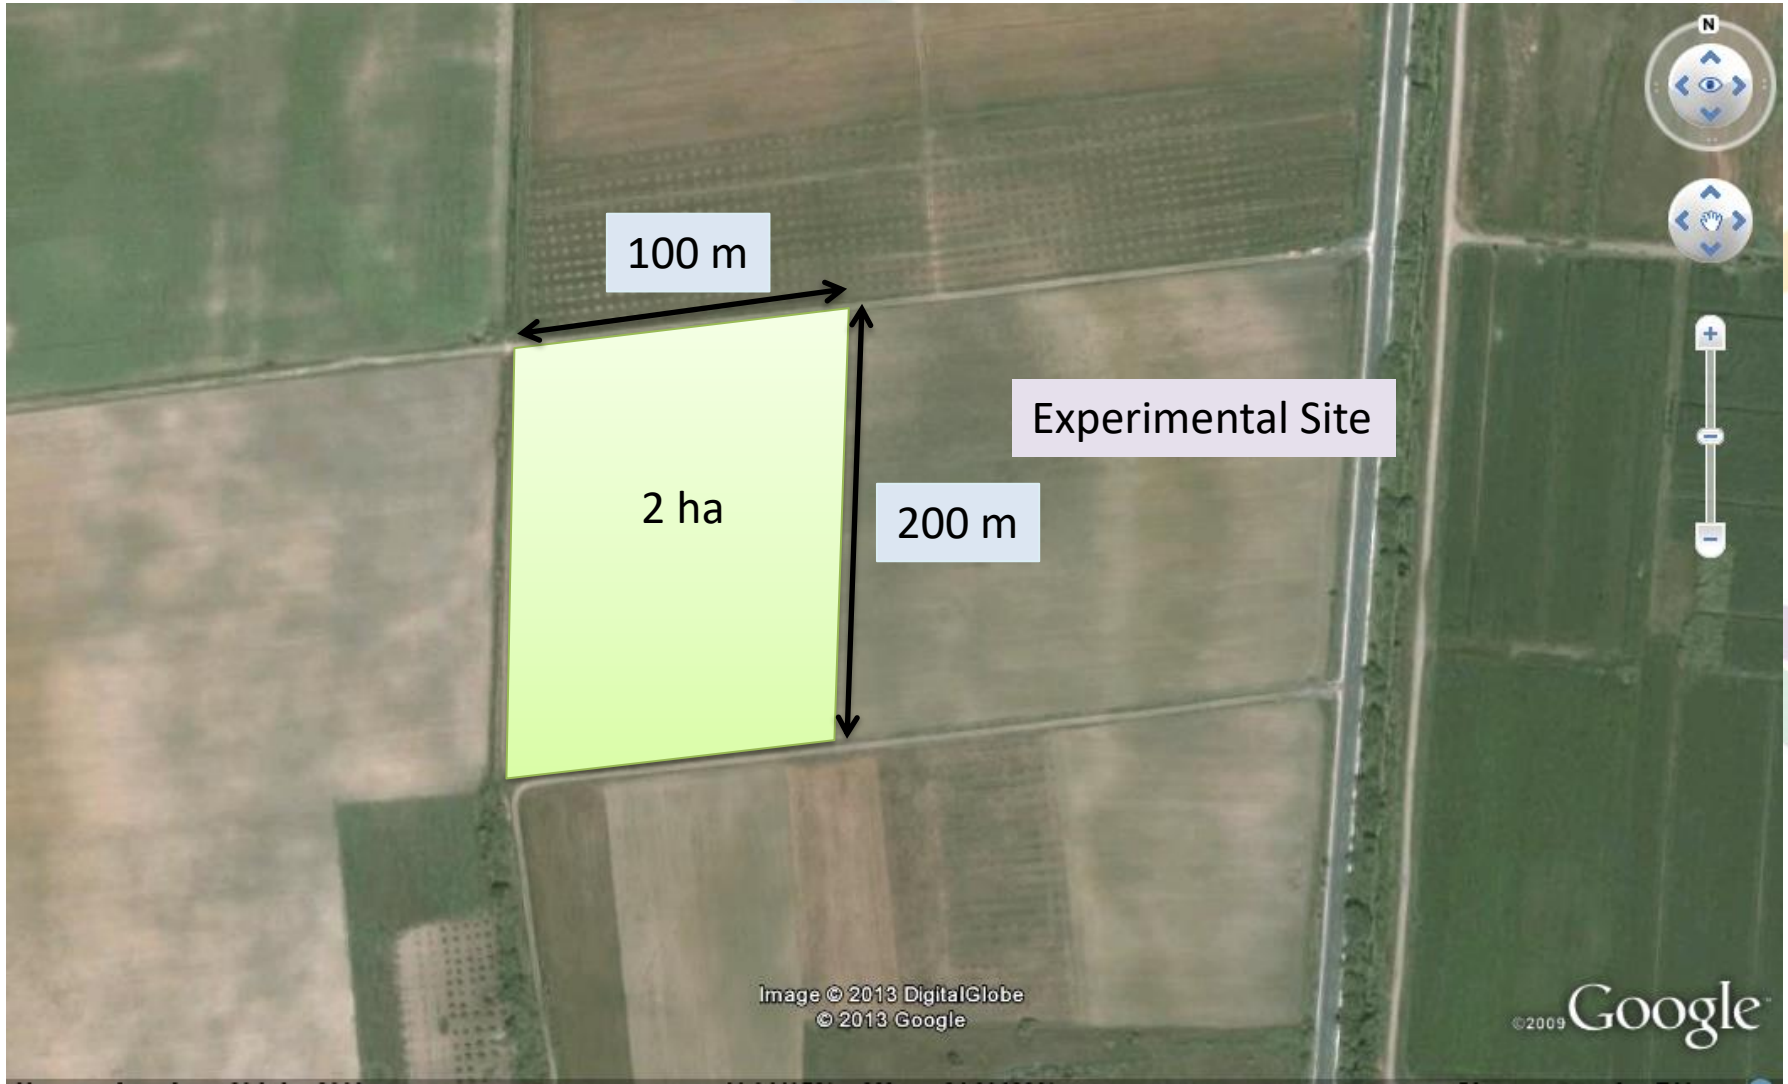 N
100 m
Experimental Site
2 ha
200 m
Image © 2013 DigitalGlobe
© 2013 Google
©2009 Google